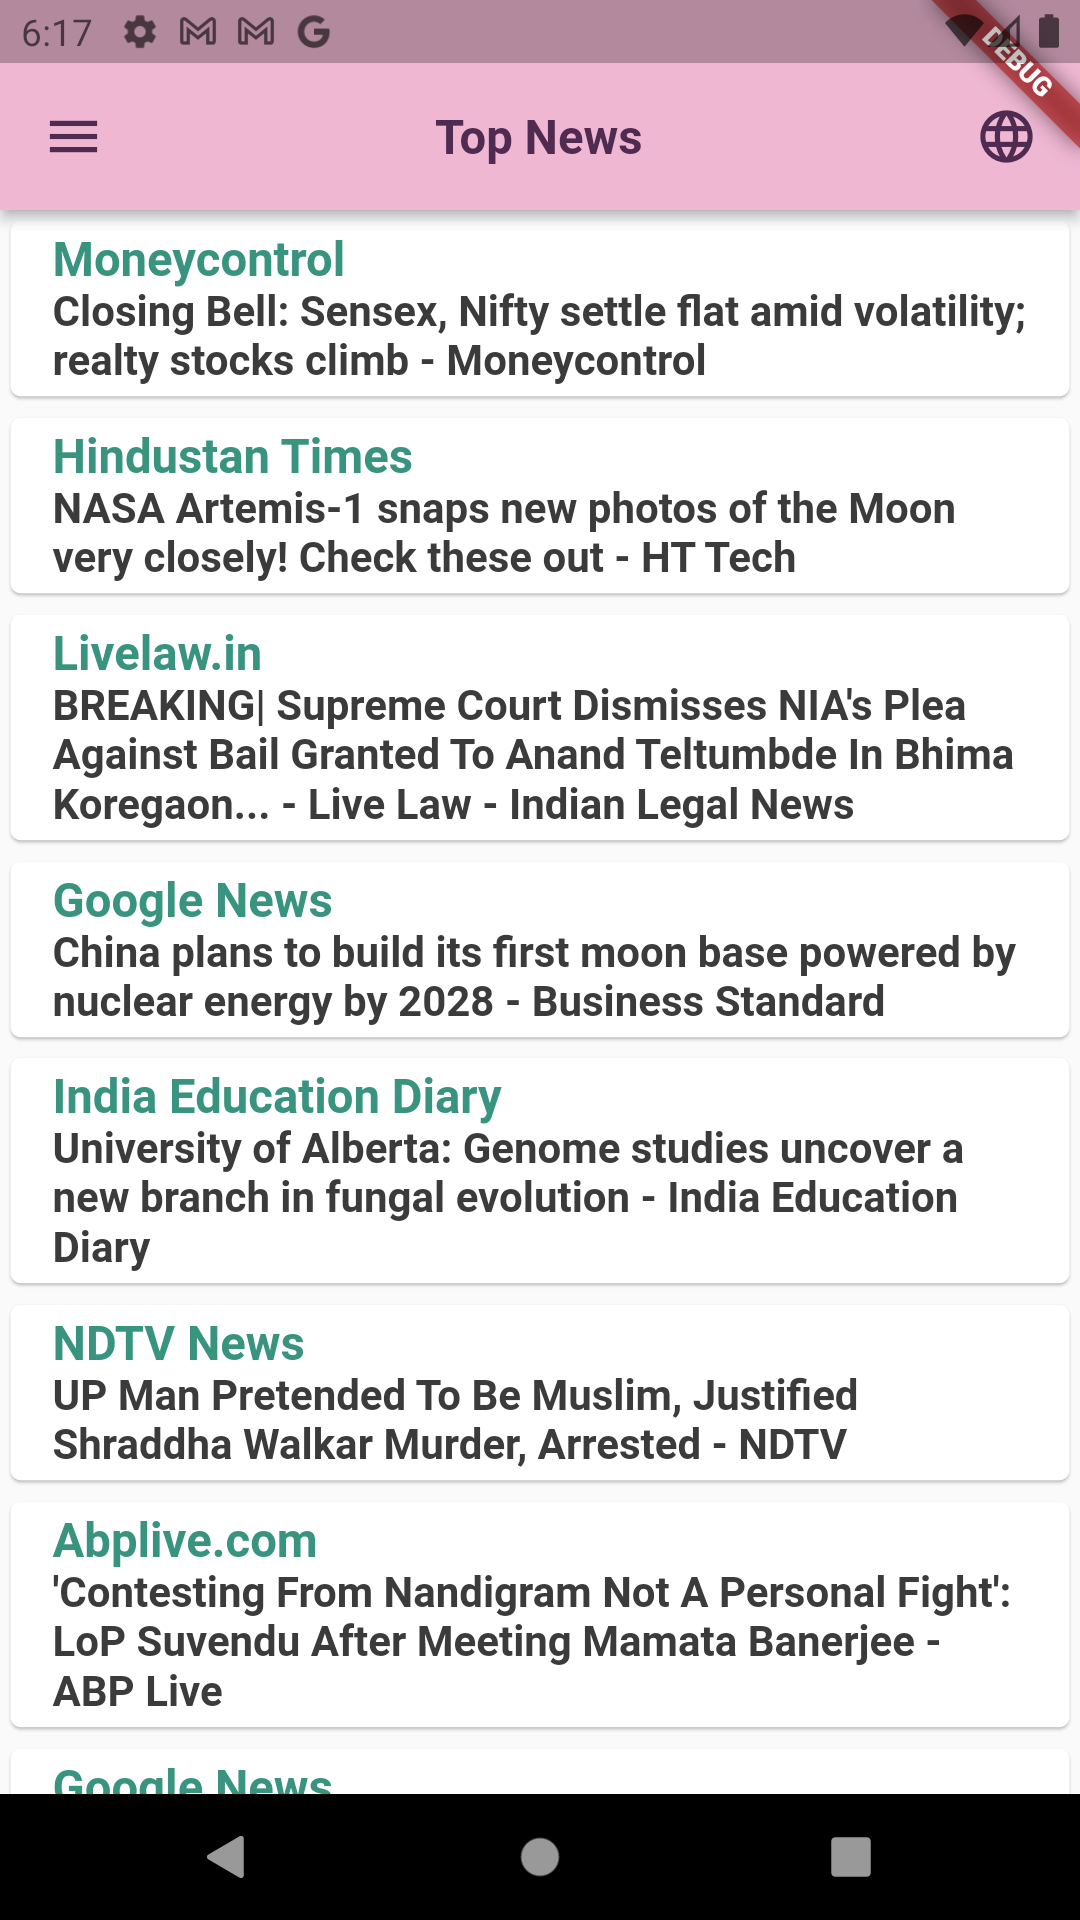 6:17
DEBUG
Top News
Moneycontrol
Closing Bell: Sensex, Nifty settle flat amid volatility;
realty stocks climb - Moneycontrol
Hindustan Times
NASA Artemis-1 snaps new photos of the Moon
very closely! Check these out - HT Tech
Livelaw.in
BREAKING| Supreme Court Dismisses NIA's Plea
Against Bail Granted To Anand Teltumbde In Bhima
Koregaon... - Live Law - Indian Legal News
Google News
China plans to build its first moon base powered by
nuclear energy by 2028 - Business Standard
India Education Diary
University of Alberta: Genome studies uncover a
new branch in fungal evolution - India Education
Diary
NDTV News
UP Man Pretended To Be Muslim, Justified
Shraddha Walkar Murder, Arrested - NDTV
Abplive.com
'Contesting From Nandigram Not A Personal Fight':
LoP Suvendu After Meeting Mamata Banerjee -
ABP Live
Google News